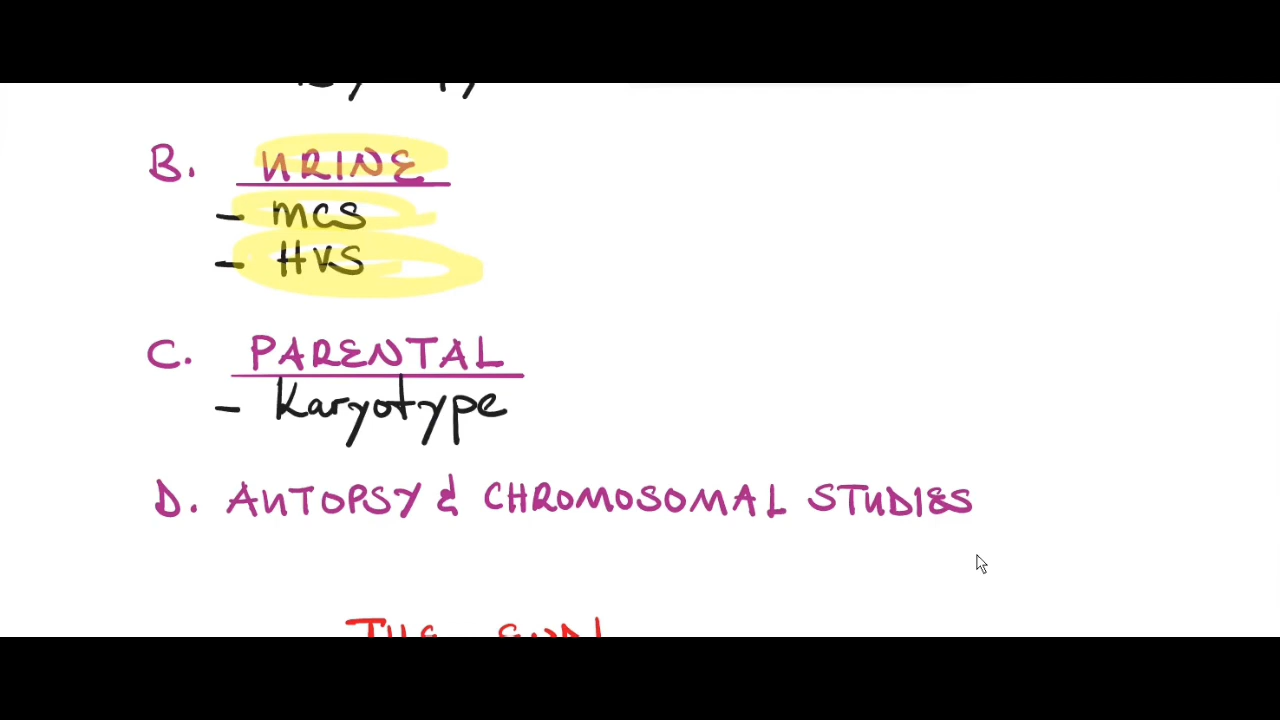 B. URINE
- MCS
- HVS
C. PARENTAL
- Karyotype
D. AUTOPSY & CHROMOSOMAL STUDIES